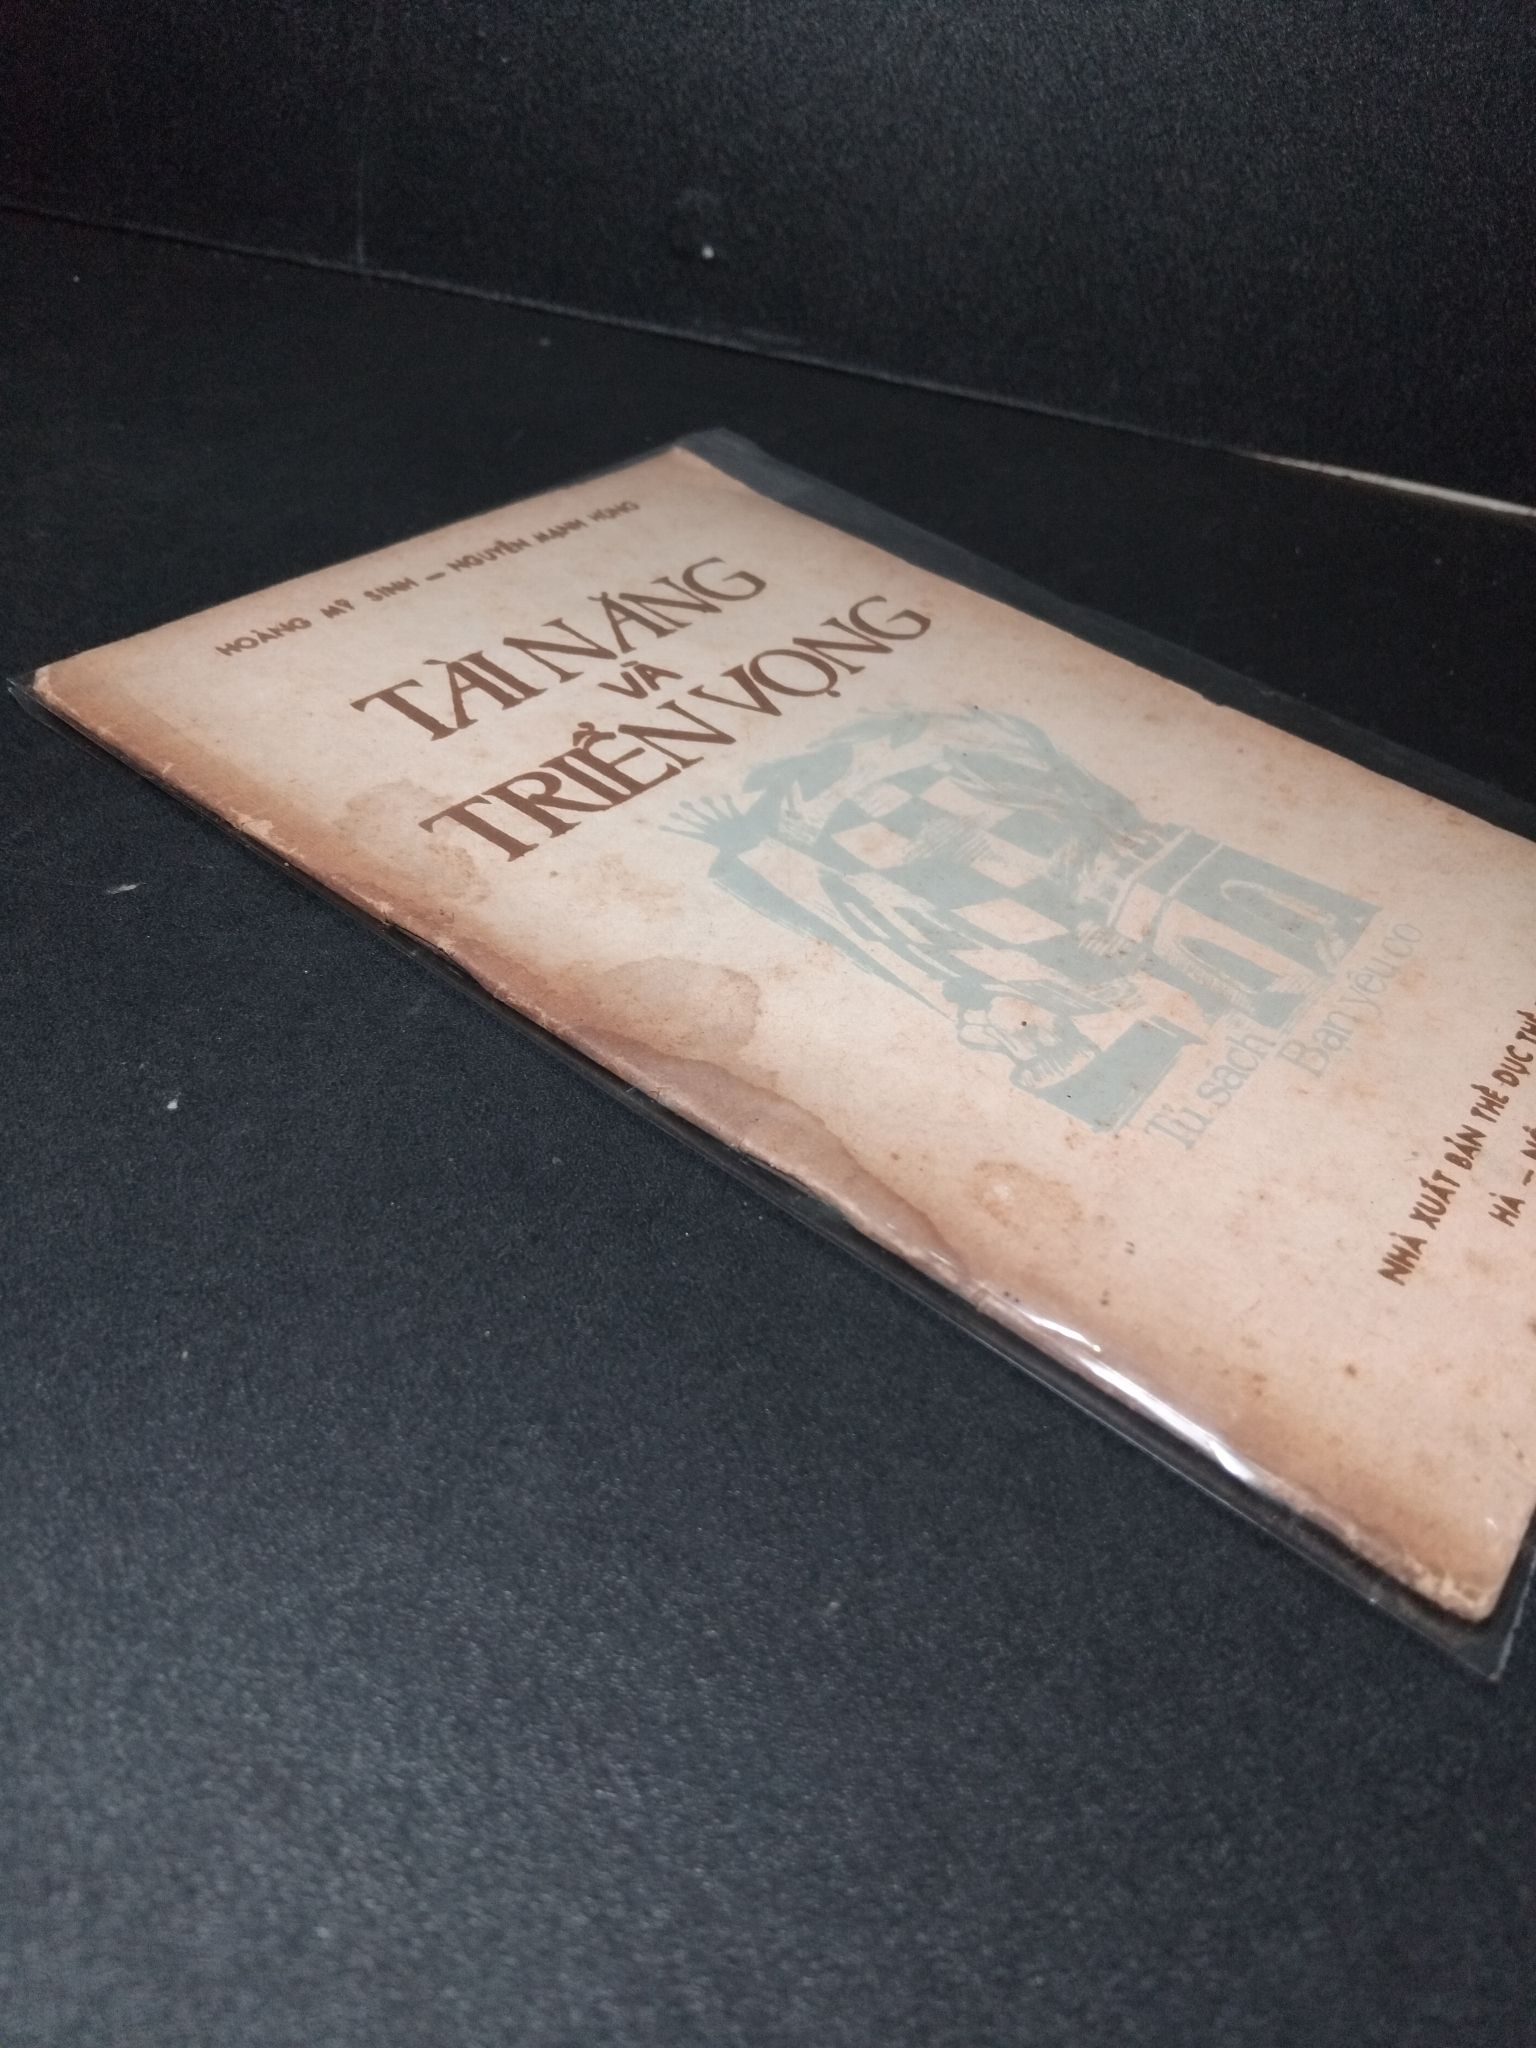 HOÀNG MỸ SINH – NGUYỄN MẠNH HÙNG
TÀI NĂNG
VÀ
TRIỂN VỌNG
Tủ sách
Bạn yêu cờ
NHÀ XUẤT BẢN THỂ DỤC
HÀ –